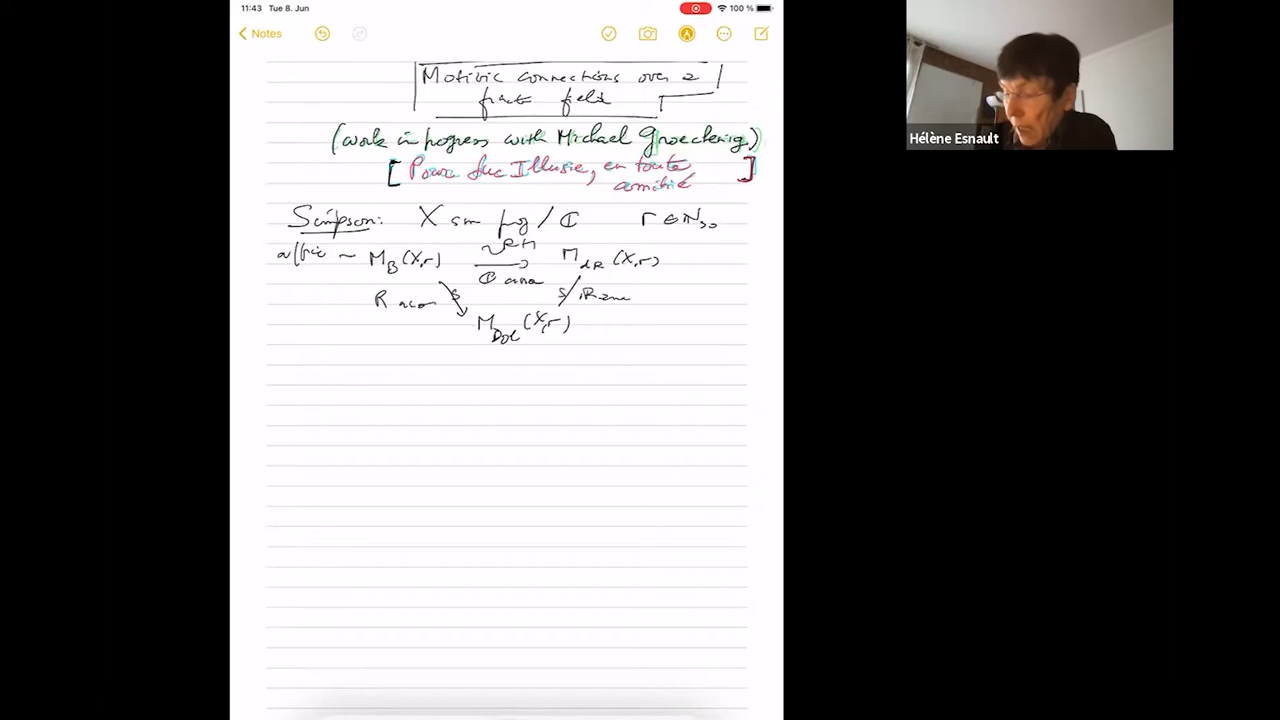 11:43 Tue 8. Jun
100 %
Notes
Motivic connections over a
finite field
(work in progress with Michael Groechenig)
[Pour Luc Illusie, en toute
amitié]
Simpson: X sm proj / ℂ r ∈ ℕ>0
M_B(X,r) RH M_dR(X,r)
ℂ ana
R ana
M_Dol(X,r)
Hélène Esnault